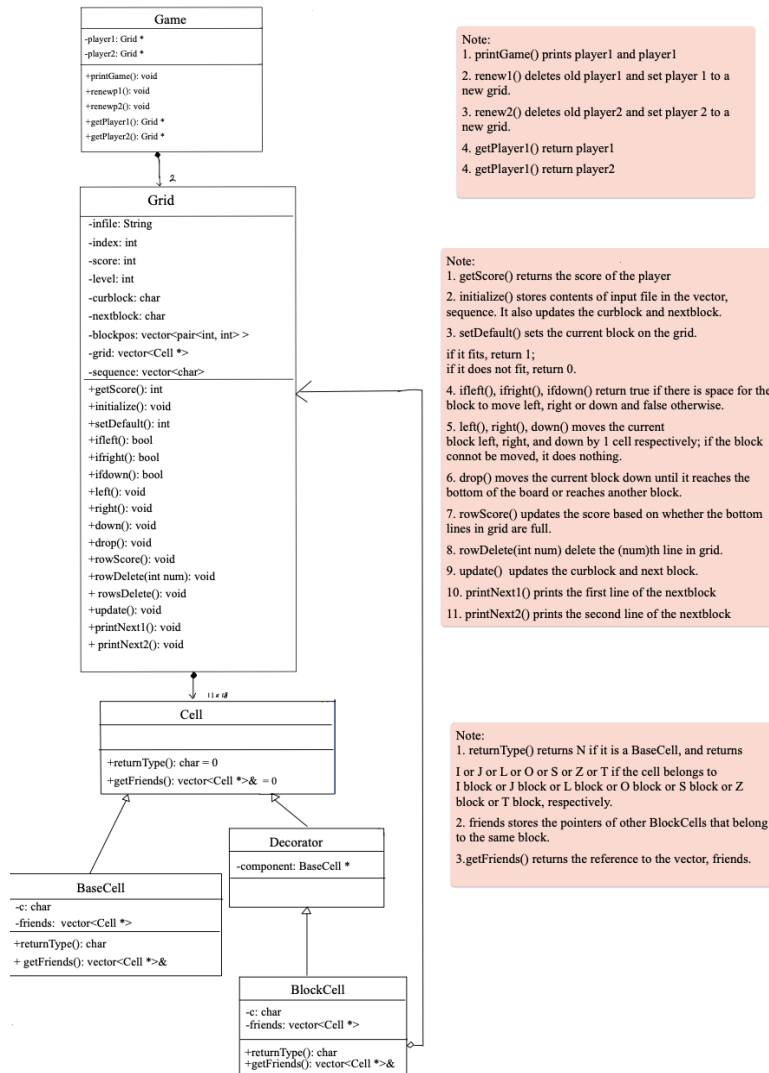 Game
-player1: Grid *
-player2: Grid *
+printGame(): void
+renewp1(): void
+renewp2(): void
+getPlayer1(): Grid *
+getPlayer2(): Grid *
2
Grid
-infile: String
-index: int
-score: int
-level: int
-curblock: char
-nextblock: char
-blockpos: vector<pair<int, int> >
-grid: vector<Cell *>
-sequence: vector<char>
+getScore(): int
+initialize(): void
+setDefault(): int
+ifleft(): bool
+ifright(): bool
+ifdown(): bool
+left(): void
+right(): void
+down(): void
+drop(): void
+rowScore(): void
+rowDelete(int num): void
+ rowsDelete(): void
+update(): void
+printNext1(): void
+ printNext2(): void
11 x 18
Cell
+returnType(): char = 0
+getFriends(): vector<Cell *>& = 0
Decorator
-component: BaseCell *
BaseCell
-c: char
-friends: vector<Cell *>
+returnType(): char
+ getFriends(): vector<Cell *>&
BlockCell
-c: char
-friends: vector<Cell *>
+returnType(): char
+getFriends(): vector<Cell *>&
Note:
1. printGame() prints player1 and player1
2. renew1() deletes old player1 and set player 1 to a
new grid.
3. renew2() deletes old player2 and set player 2 to a
new grid.
4. getPlayer1() return player1
4. getPlayer1() return player2
Note:
1. getScore() returns the score of the player
2. initialize() stores contents of input file in the vector,
sequence. It also updates the curblock and nextblock.
3. setDefault() sets the current block on the grid.
if it fits, return 1;
if it does not fit, return 0.
4. ifleft(), ifright(), ifdown() return true if there is space for the
block to move left, right or down and false otherwise.
5. left(), right(), down() moves the current
block left, right, and down by 1 cell respectively; if the block
connot be moved, it does nothing.
6. drop() moves the current block down until it reaches the
bottom of the board or reaches another block.
7. rowScore() updates the score based on whether the bottom
lines in grid are full.
8. rowDelete(int num) delete the (num)th line in grid.
9. update() updates the curblock and next block.
10. printNext1() prints the first line of the nextblock
11. printNext2() prints the second line of the nextblock
Note:
1. returnType() returns N if it is a BaseCell, and returns
I or J or L or O or S or Z or T if the cell belongs to
I block or J block or L block or O block or S block or Z
block or T block, respectively.
2. friends stores the pointers of other BlockCells that belong
to the same block.
3.getFriends() returns the reference to the vector, friends.